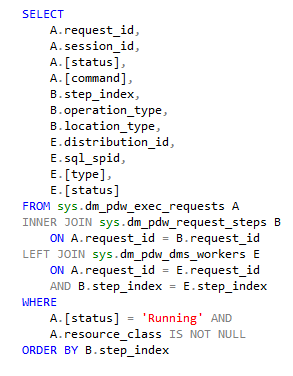 SELECT
A.request_id,
A.session_id,
A.[status],
A.[command],
B.step_index,
B.operation_type,
B.location_type,
E.distribution_id,
E.sql_spid,
E.[type],
E.[status]
FROM sys.dm_pdw_exec_requests A
INNER JOIN sys.dm_pdw_request_steps B
ON A.request_id = B.request_id
LEFT JOIN sys.dm_pdw_dms_workers E
ON A.request_id = E.request_id
AND B.step_index = E.step_index
WHERE
A.[status] = 'Running' AND
A.resource_class IS NOT NULL
ORDER BY B.step_index